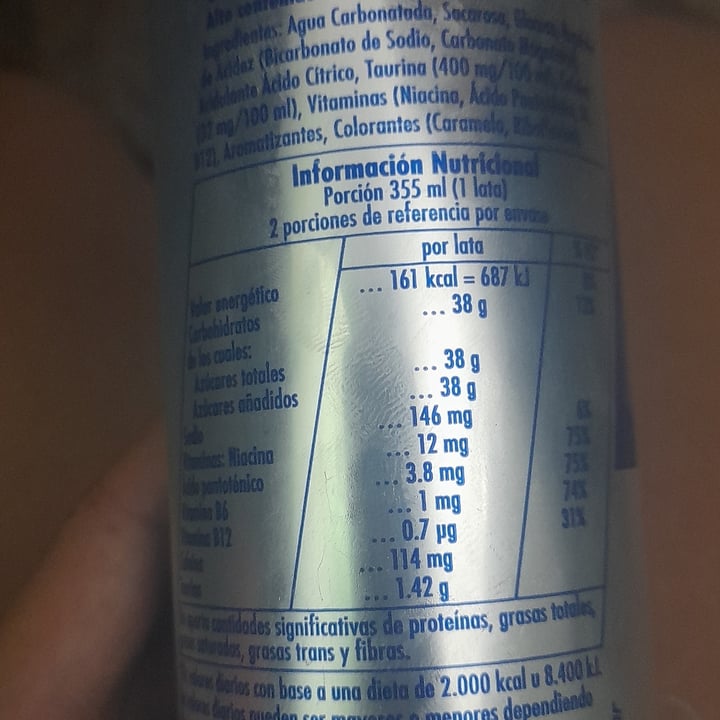 Alto
Ingredientes: Agua Carbonatada, Sacarosa,
de Acidez (Bicarbonato de Sodio, Carbonato
Acidulante Ácido Cítrico, Taurina (400 mg/100
(32 mg/100 ml), Vitaminas (Niacina, Ácido
B12), Aromatizantes, Colorantes (Caramelo,
Información Nutricional
Porción 355 ml (1 lata)
2 porciones de referencia por envase
por lata
Valor energético ... 161 kcal = 687 kJ
Carbohidratos ... 38 g
de los cuales:
Azúcares totales ... 38 g
Azúcares añadidos ... 38 g
Sodio ... 146 mg 6%
Vitaminas: Niacina ... 12 mg 75%
Ácido pantoténico ... 3.8 mg 75%
Vitamina B6 ... 1 mg 74%
Vitamina B12 ... 0.7 µg 31%
... 114 mg
... 1.42 g
cantidades significativas de proteínas, grasas totales,
grasas trans y fibras.
diarios con base a una dieta de 2.000 kcal u 8.400 kJ.
diarios pueden ser mayores o menores dependiendo